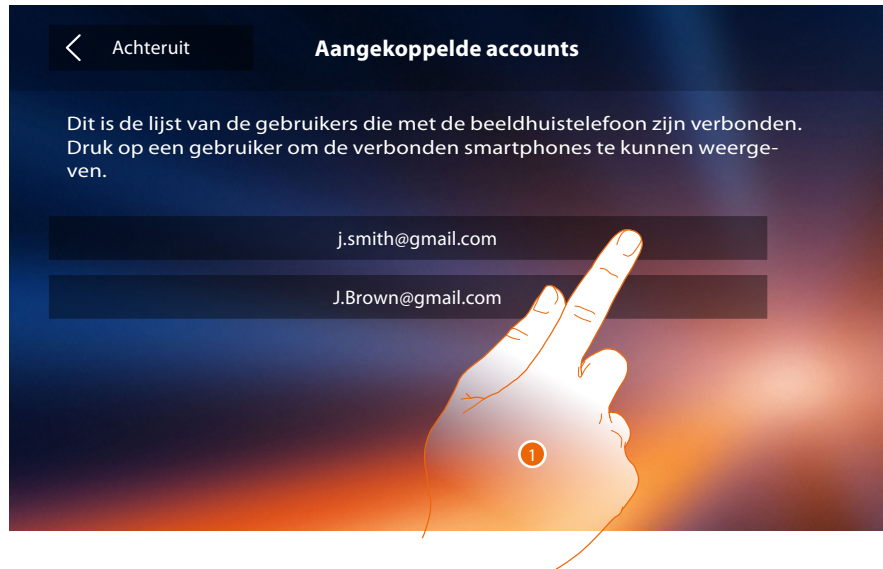 Achteruit
Aangekoppelde accounts
Dit is de lijst van de gebruikers die met de beeldhuistelefoon zijn verbonden.
Druk op een gebruiker om de verbonden smartphones te kunnen weerge-
ven.
j.smith@gmail.com
J.Brown@gmail.com
1